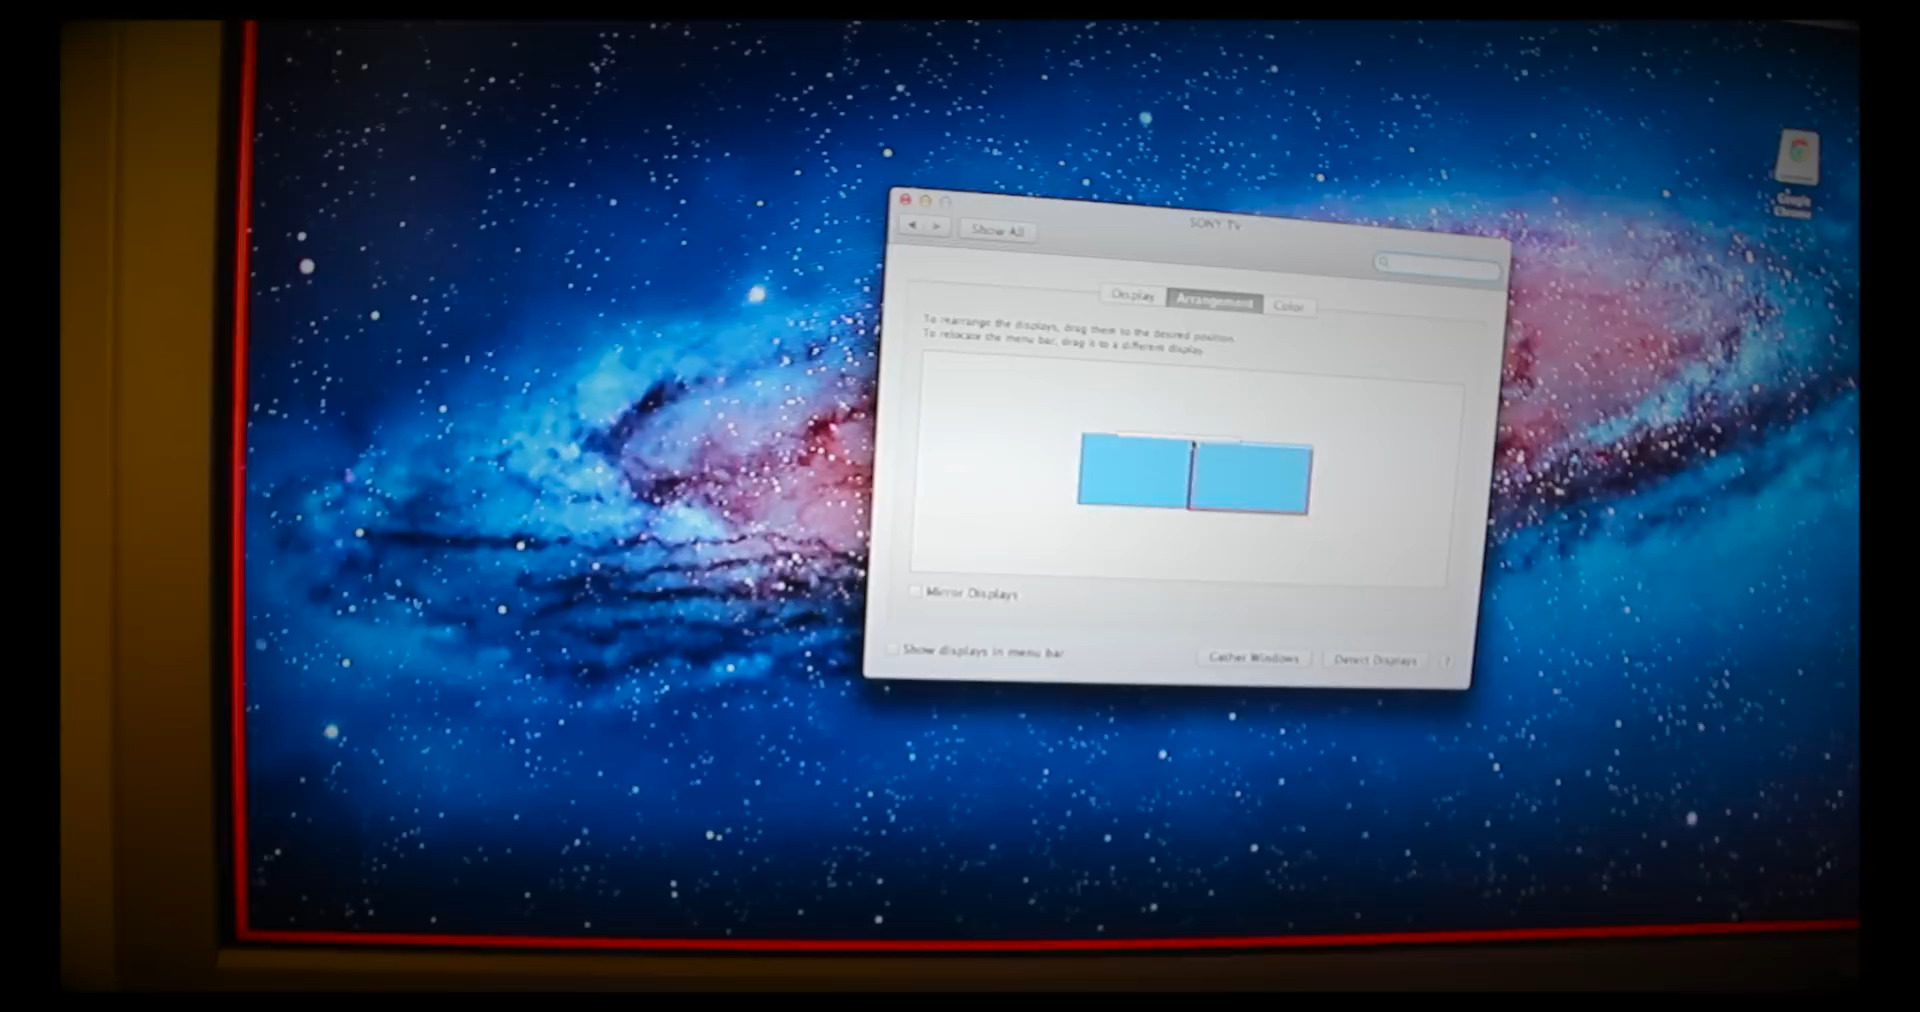 SONY TV
Show All
Display
Arrangement
Color
To rearrange the displays, drag them to the desired position.
To relocate the menu bar, drag it to a different display.
Mirror Displays
Show displays in menu bar
Gather Windows
Detect Displays
?
Google
Chrome